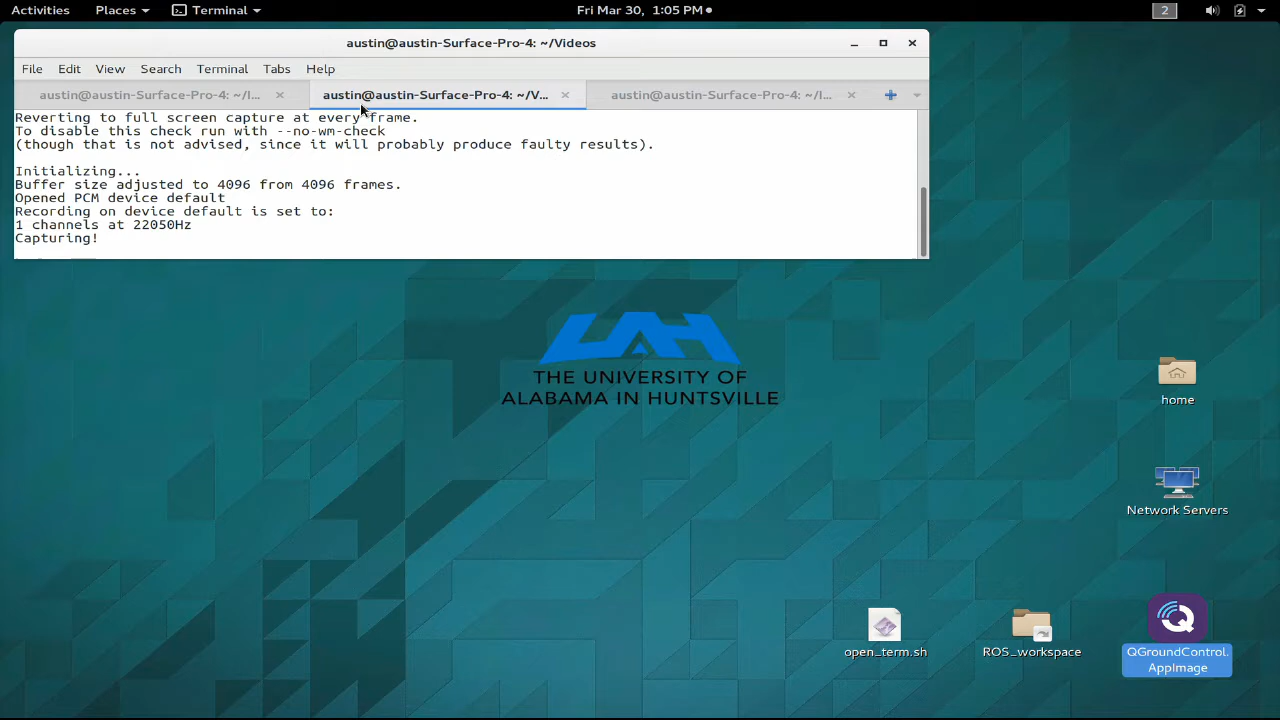 Activities Places Terminal Fri Mar 30, 1:05 PM 2
austin@austin-Surface-Pro-4: ~/Videos
File Edit View Search Terminal Tabs Help
austin@austin-Surface-Pro-4: ~/I... austin@austin-Surface-Pro-4: ~/V... austin@austin-Surface-Pro-4: ~/I...
Reverting to full screen capture at every frame.
To disable this check run with --no-wm-check
(though that is not advised, since it will probably produce faulty results).
Initializing...
Buffer size adjusted to 4096 from 4096 frames.
Opened PCM device default
Recording on device default is set to:
1 channels at 22050Hz
Capturing!
UAH
THE UNIVERSITY OF
ALABAMA IN HUNTSVILLE
home
Network Servers
open_term.sh
ROS_workspace
QGroundControl.
AppImage